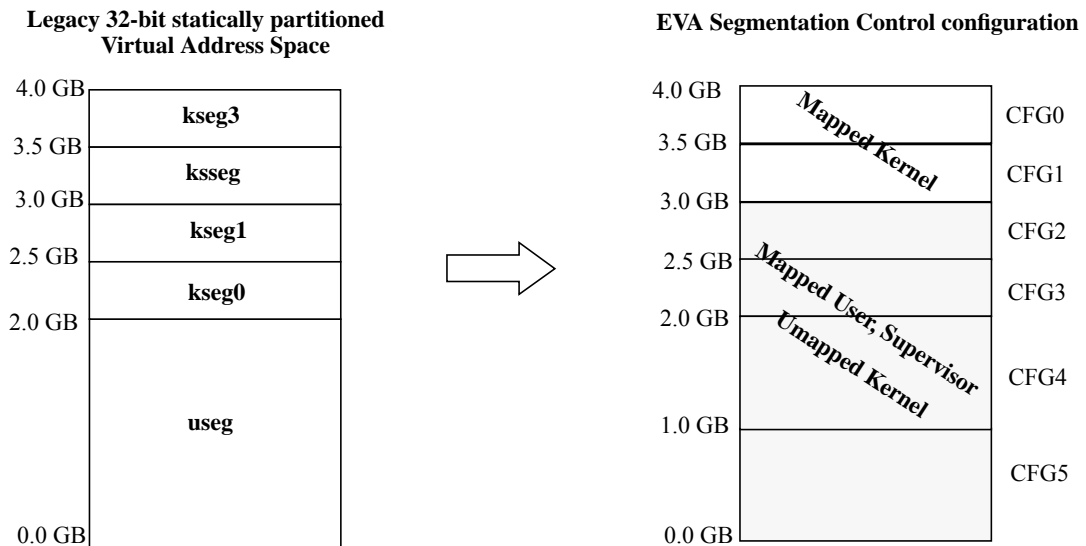 Legacy 32-bit statically partitioned
Virtual Address Space
4.0 GB
kseg3
3.5 GB
ksseg
3.0 GB
kseg1
2.5 GB
kseg0
2.0 GB
useg
0.0 GB
EVA Segmentation Control configuration
4.0 GB
Mapped Kernel
CFG0
3.5 GB
CFG1
3.0 GB
CFG2
2.5 GB
Mapped User, Supervisor
CFG3
2.0 GB
Umapped Kernel
CFG4
1.0 GB
CFG5
0.0 GB